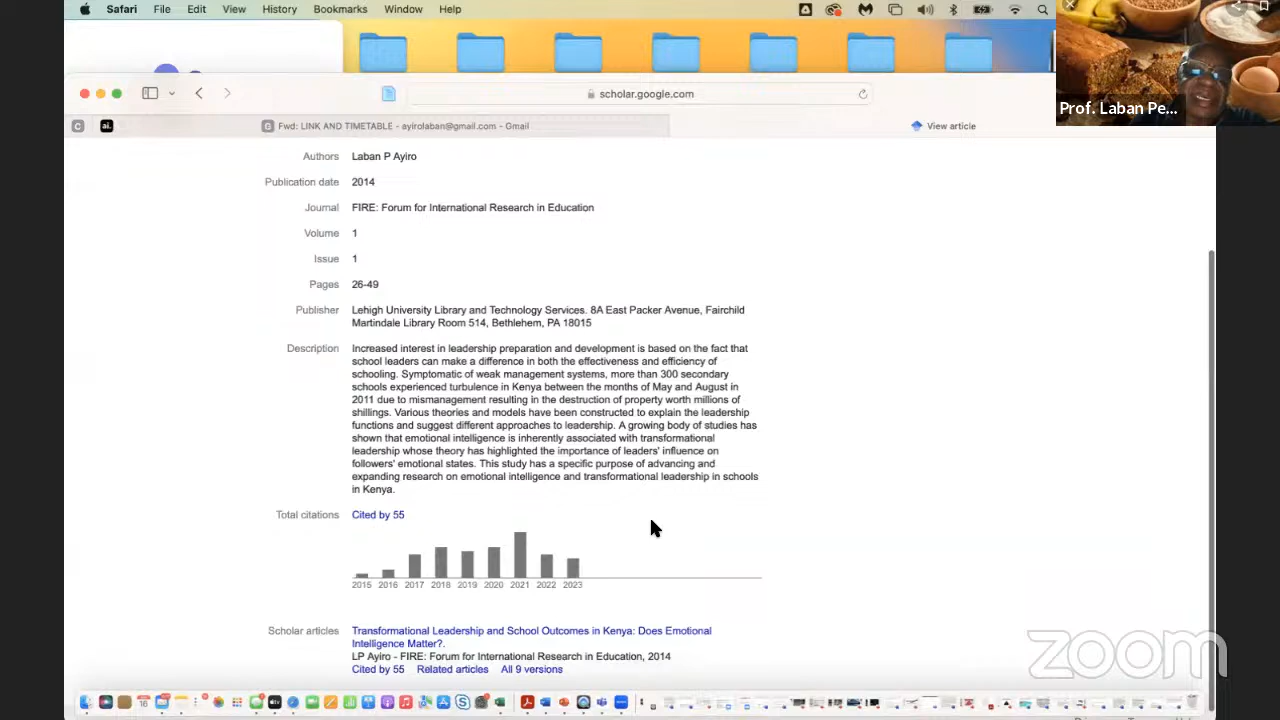 Safari File Edit View History Bookmarks Window Help
scholar.google.com
Prof. Laban Pe...
Fwd: LINK AND TIMETABLE - ayirolaban@gmail.com - Gmail
View article
Authors Laban P Ayiro
Publication date 2014
Journal FIRE: Forum for International Research in Education
Volume 1
Issue 1
Pages 26-49
Publisher Lehigh University Library and Technology Services. 8A East Packer Avenue, Fairchild
Martindale Library Room 514, Bethlehem, PA 18015
Description Increased interest in leadership preparation and development is based on the fact that
school leaders can make a difference in both the effectiveness and efficiency of
schooling. Symptomatic of weak management systems, more than 300 secondary
schools experienced turbulence in Kenya between the months of May and August in
2011 due to mismanagement resulting in the destruction of property worth millions of
shillings. Various theories and models have been constructed to explain the leadership
functions and suggest different approaches to leadership. A growing body of studies has
shown that emotional intelligence is inherently associated with transformational
leadership whose theory has highlighted the importance of leaders' influence on
followers' emotional states. This study has a specific purpose of advancing and
expanding research on emotional intelligence and transformational leadership in schools
in Kenya.
Total citations Cited by 55
2015 2016 2017 2018 2019 2020 2021 2022 2023
Scholar articles Transformational Leadership and School Outcomes in Kenya: Does Emotional
Intelligence Matter?.
LP Ayiro - FIRE: Forum for International Research in Education, 2014
Cited by 55 Related articles All 9 versions
zoom